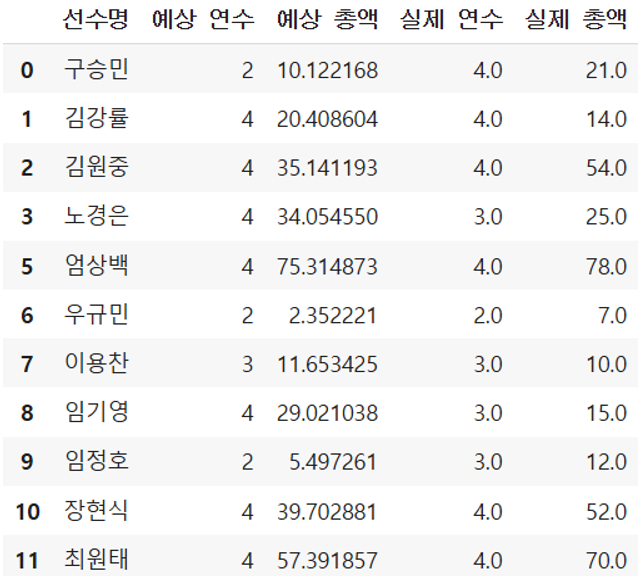 선수명 예상 연수 예상 총액 실제 연수 실제 총액
0 구승민 2 10.122168 4.0 21.0
1 김강률 4 20.408604 4.0 14.0
2 김원중 4 35.141193 4.0 54.0
3 노경은 4 34.054550 3.0 25.0
5 엄상백 4 75.314873 4.0 78.0
6 우규민 2 2.352221 2.0 7.0
7 이용찬 3 11.653425 3.0 10.0
8 임기영 4 29.021038 3.0 15.0
9 임정호 2 5.497261 3.0 12.0
10 장현식 4 39.702881 4.0 52.0
11 최원태 4 57.391857 4.0 70.0